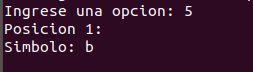 Ingrese una opcion: 5
Posicion 1:
Simbolo: b